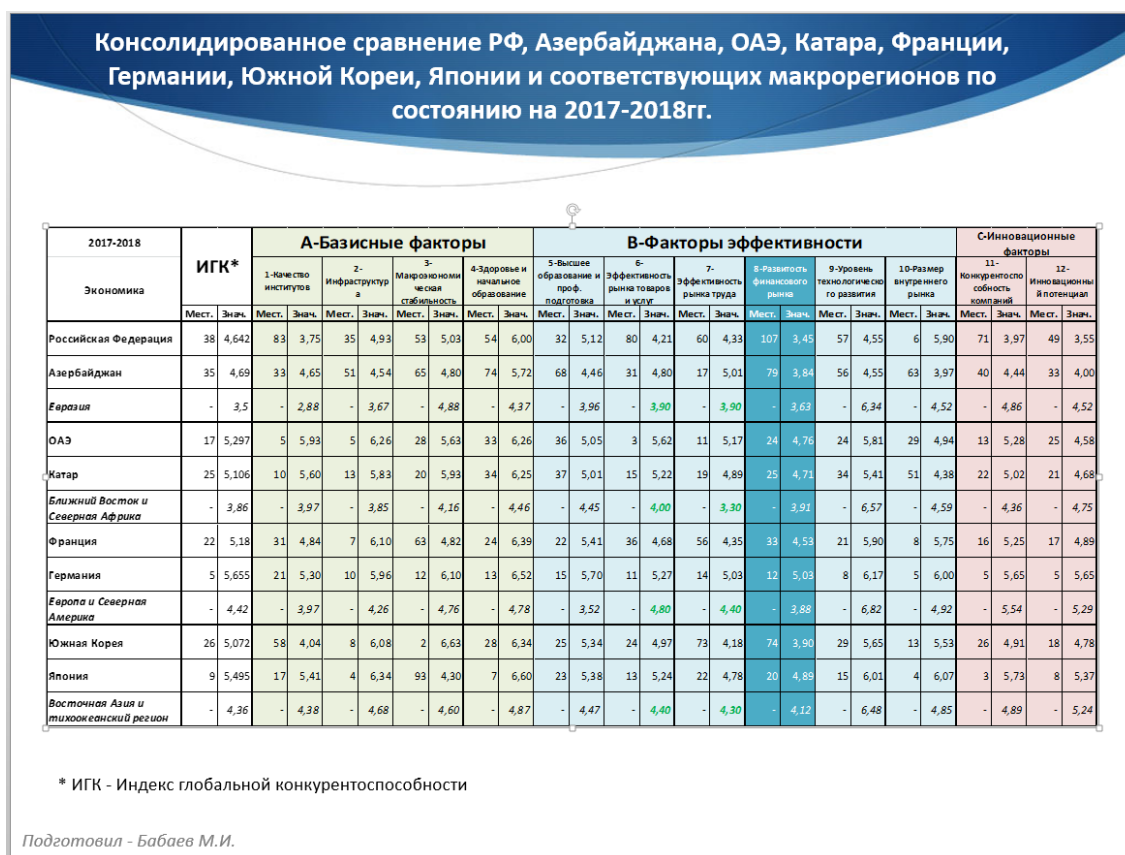 Консолидированное сравнение РФ, Азербайджана, ОАЭ, Катара, Франции,
Германии, Южной Кореи, Японии и соответствующих макрорегионов по
состоянию на 2017-2018гг.
2017-2018 ИГК* А-Базисные факторы В-Факторы эффективности С-Инновационные факторы
Экономика 1-Качество институтов 2-Инфраструктура 3-Макроэкономическая стабильность 4-Здоровье и начальное образование 5-Высшее образование и проф. подготовка 6-Эффективность рынка товаров и услуг 7-Эффективность рынка труда 8-Развитость финансового рынка 9-Уровень технологического развития 10-Размер внутреннего рынка 11-Конкурентоспособность компаний 12-Инновационный потенциал
Мест. Знач. Мест. Знач. Мест. Знач. Мест. Знач. Мест. Знач. Мест. Знач. Мест. Знач. Мест. Знач. Мест. Знач. Мест. Знач. Мест. Знач. Мест. Знач. Мест. Знач.
Российская Федерация 38 4,642 83 3,75 35 4,93 53 5,03 54 6,00 32 5,12 80 4,21 60 4,33 107 3,45 57 4,55 6 5,90 71 3,97 49 3,55
Азербайджан 35 4,69 33 4,65 51 4,54 65 4,80 74 5,72 68 4,46 31 4,80 17 5,01 79 3,84 56 4,55 63 3,97 40 4,44 33 4,00
Евразия - 3,5 - 2,88 - 3,67 - 4,88 - 4,37 - 3,96 - 3,90 - 3,90 - 3,63 - 6,34 - 4,52 - 4,86 - 4,52
ОАЭ 17 5,297 5 5,93 5 6,26 28 5,63 33 6,26 36 5,05 3 5,62 11 5,17 24 4,76 24 5,81 29 4,94 13 5,28 25 4,58
Катар 25 5,106 10 5,60 13 5,83 20 5,93 34 6,25 37 5,01 15 5,22 19 4,89 25 4,71 34 5,41 51 4,38 22 5,02 21 4,68
Ближний Восток и Северная Африка - 3,86 - 3,97 - 3,85 - 4,16 - 4,46 - 4,45 - 4,00 - 3,30 - 3,91 - 6,57 - 4,59 - 4,36 - 4,75
Франция 22 5,18 31 4,84 7 6,10 63 4,82 24 6,39 22 5,41 36 4,68 56 4,35 33 4,53 21 5,90 8 5,75 16 5,25 17 4,89
Германия 5 5,655 21 5,30 10 5,96 12 6,10 13 6,52 15 5,70 11 5,27 14 5,03 12 5,03 8 6,17 5 6,00 5 5,65 5 5,65
Европа и Северная Америка - 4,42 - 3,97 - 4,26 - 4,76 - 4,78 - 3,52 - 4,80 - 4,40 - 3,88 - 6,82 - 4,92 - 5,54 - 5,29
Южная Корея 26 5,072 58 4,04 8 6,08 2 6,63 28 6,34 25 5,34 24 4,97 73 4,18 74 3,90 29 5,65 13 5,53 26 4,91 18 4,78
Япония 9 5,495 17 5,41 4 6,34 93 4,30 7 6,60 23 5,38 13 5,24 22 4,78 20 4,89 15 6,01 4 6,07 3 5,73 8 5,37
Восточная Азия и тихоокеанский регион - 4,36 - 4,38 - 4,68 - 4,60 - 4,87 - 4,47 - 4,40 - 4,30 - 4,12 - 6,48 - 4,85 - 4,89 - 5,24
* ИГК - Индекс глобальной конкурентоспособности
Подготовил - Бабаев М.И.